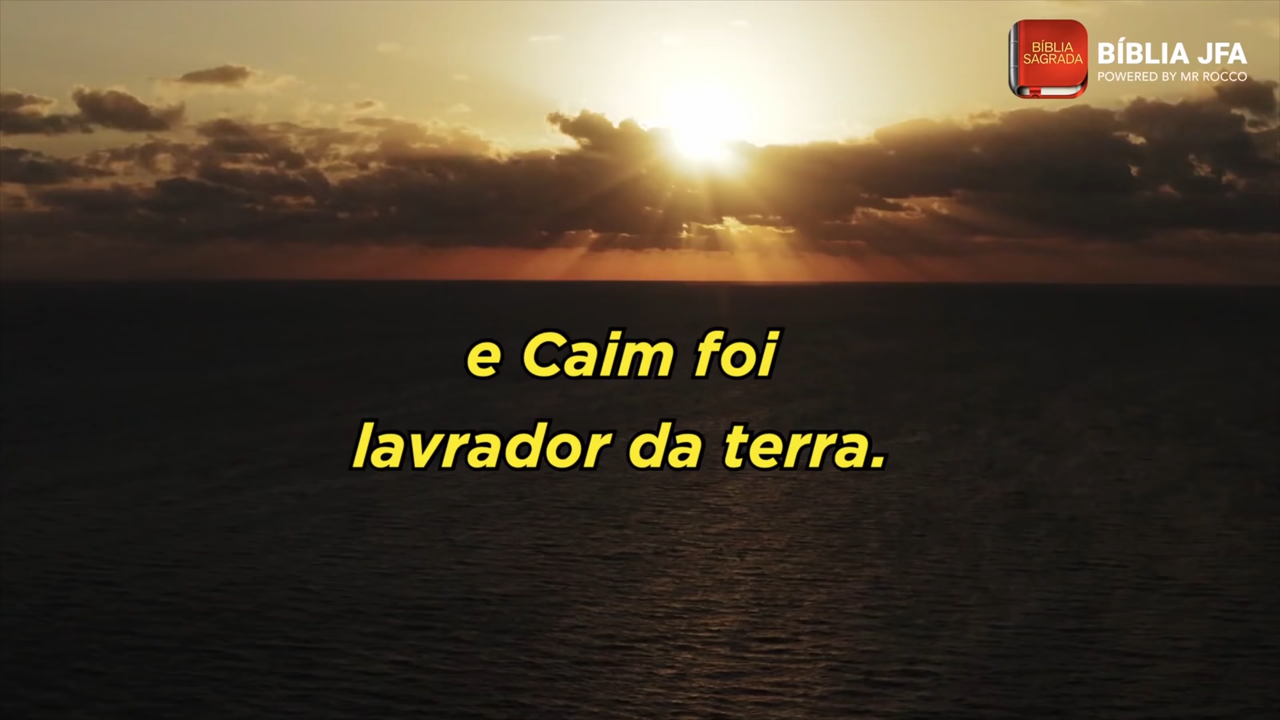 BÍBLIA
SAGRADA
BÍBLIA JFA
POWERED BY MR ROCCO
e Caim foi
lavrador da terra.